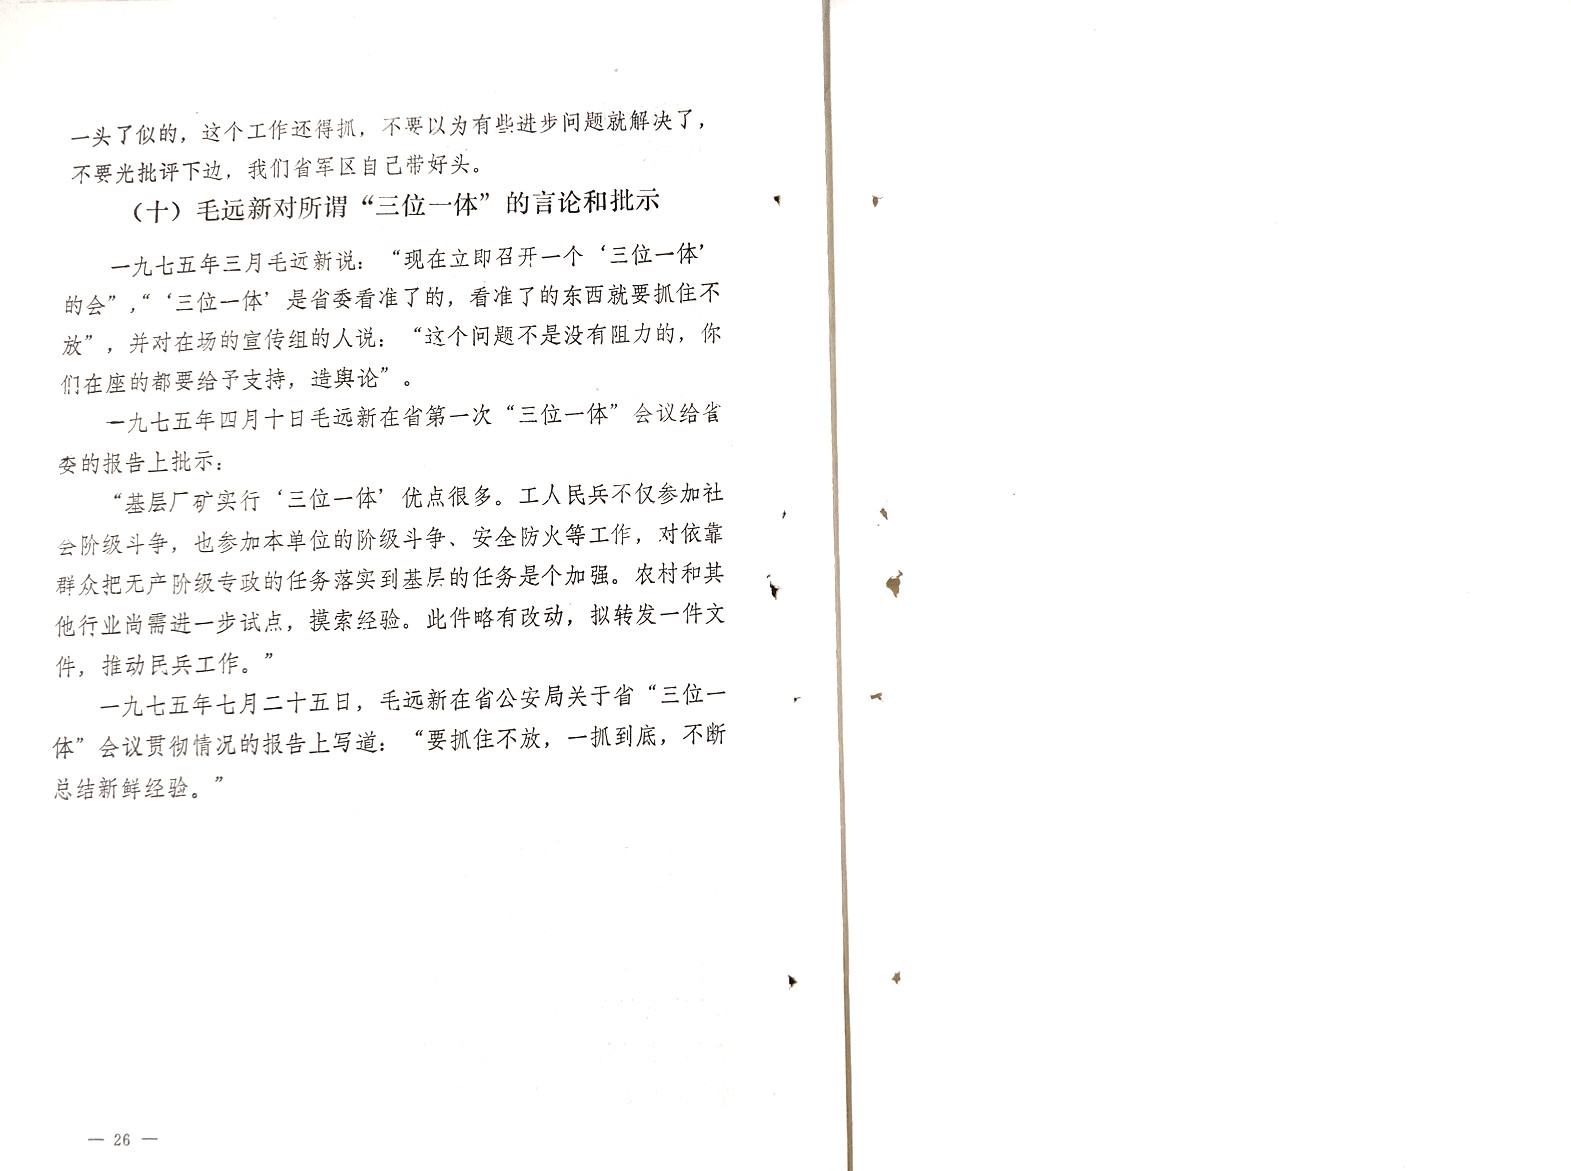 一头了似的，这个工作还得抓，不要以为有些进步问题就解决了，
不要光批评下边，我们省军区自己带好头。
（十）毛远新对所谓“三位一体”的言论和批示
一九七五年三月毛远新说：“现在立即召开一个‘三位一体’
的会”，“‘三位一体’是省委看准了的，看准了的东西就要抓住不
放”，并对在场的宣传组的人说：“这个问题不是没有阻力的，你
们在座的都要给予支持，造舆论”。
一九七五年四月十日毛远新在省第一次“三位一体”会议给省
委的报告上批示：
“基层厂矿实行‘三位一体’优点很多。工人民兵不仅参加社
会阶级斗争，也参加本单位的阶级斗争、安全防火等工作，对依靠
群众把无产阶级专政的任务落实到基层的任务是个加强。农村和其
他行业尚需进一步试点，摸索经验。此件略有改动，拟转发一件文
件，推动民兵工作。”
一九七五年七月二十五日，毛远新在省公安局关于省“三位一
体”会议贯彻情况的报告上写道：“要抓住不放，一抓到底，不断
总结新鲜经验。”
— 26 —